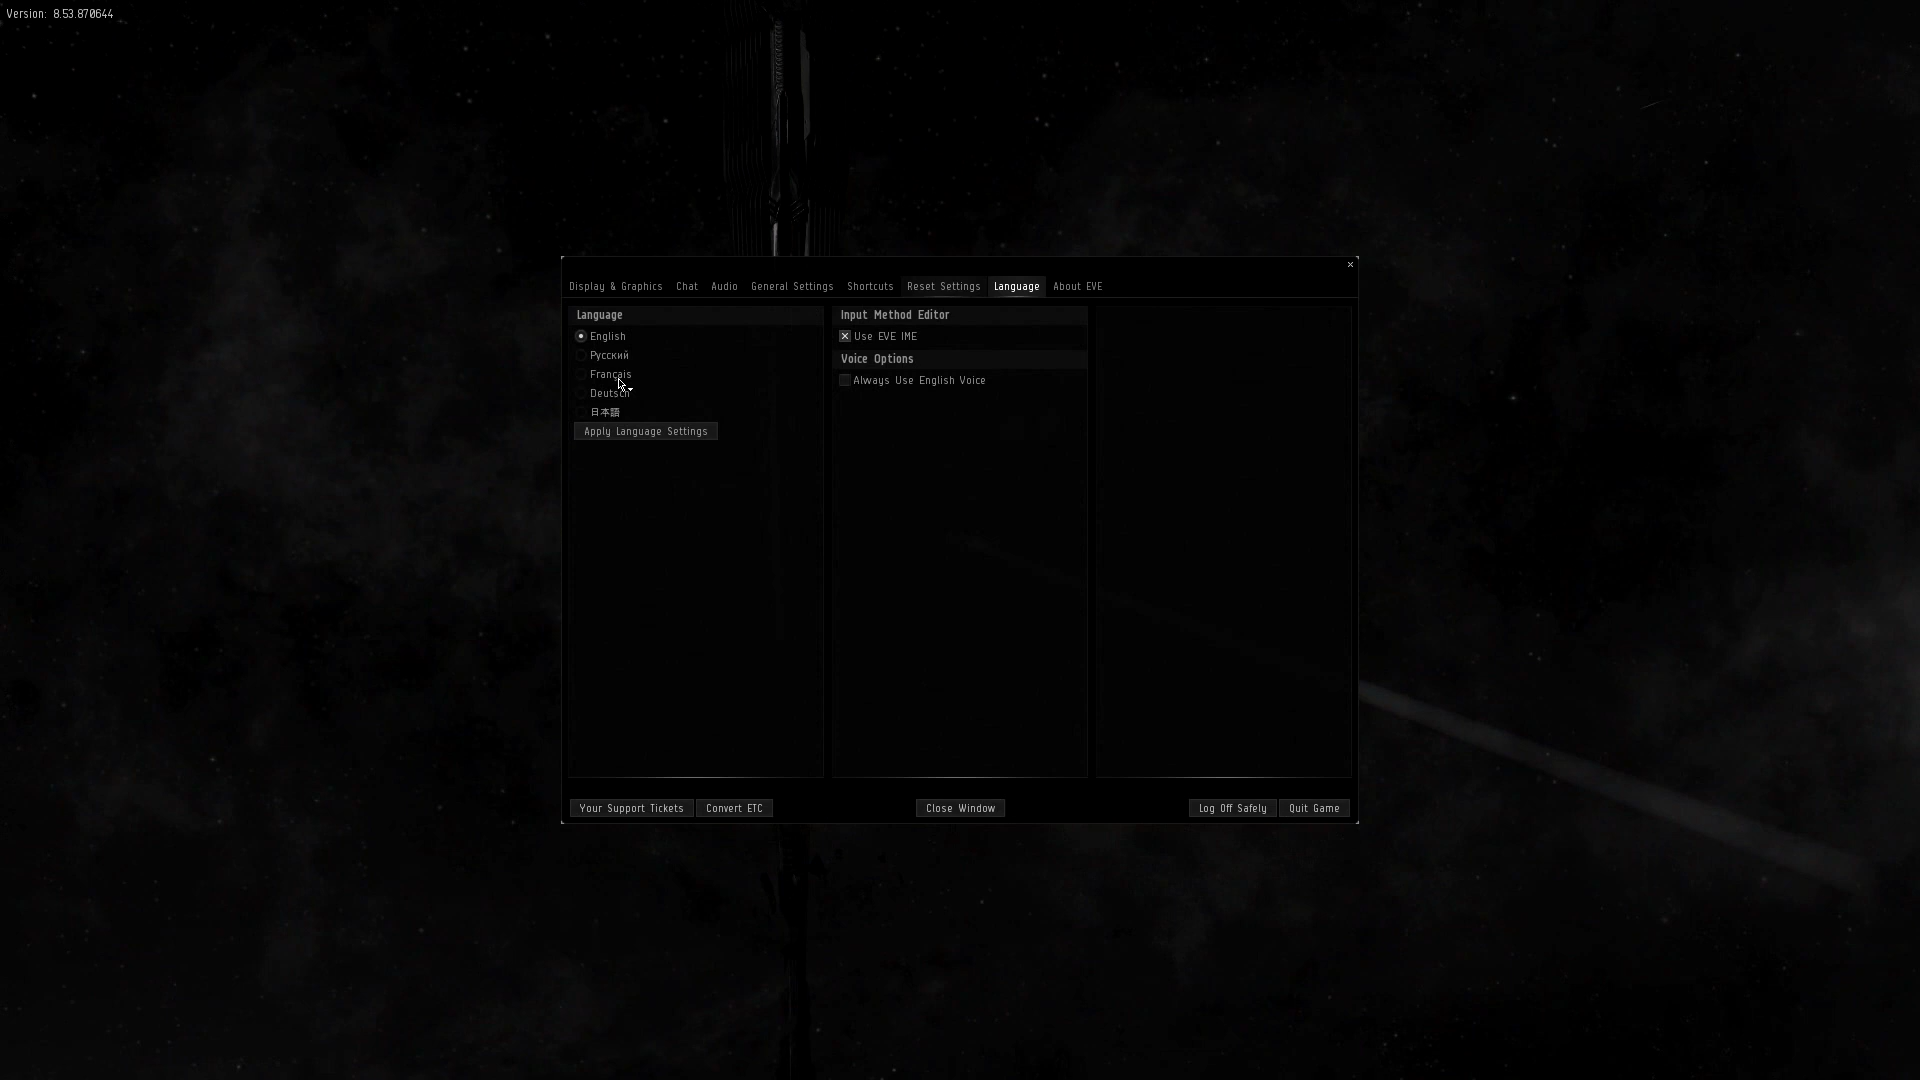 Version: 8.53.870644
Display & Graphics Chat Audio General Settings Shortcuts Reset Settings Language About EVE
Language
English
Русский
Français
Deutsch
日本語
Apply Language Settings
Input Method Editor
Use EVE IME
Voice Options
Always Use English Voice
Your Support Tickets Convert ETC Close Window Log Off Safely Quit Game